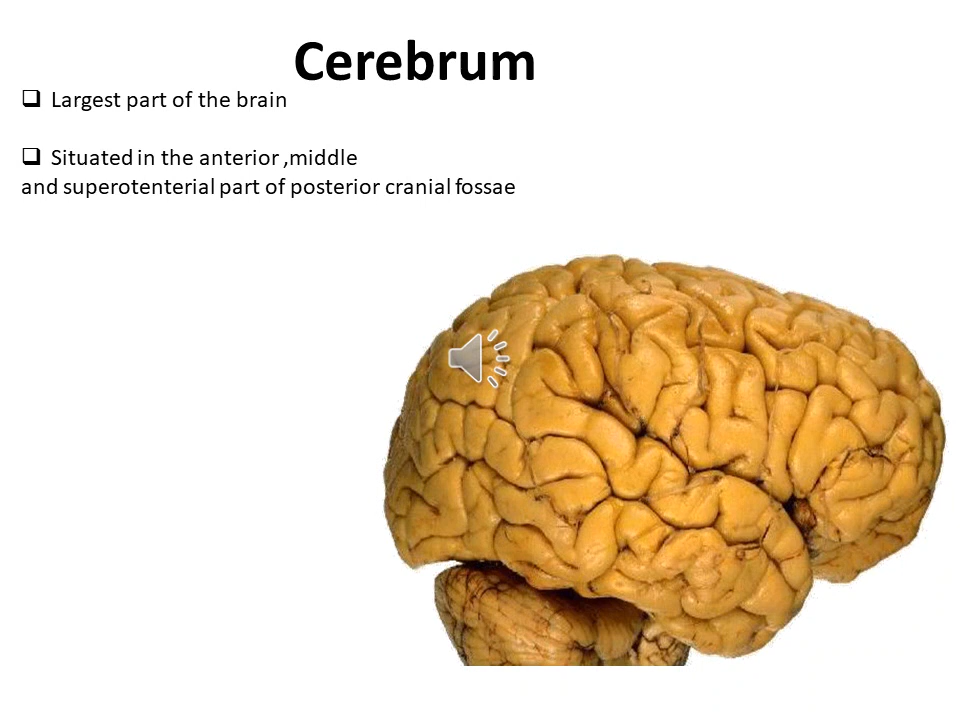 Cerebrum
❑ Largest part of the brain
❑ Situated in the anterior ,middle
and superotenterial part of posterior cranial fossae